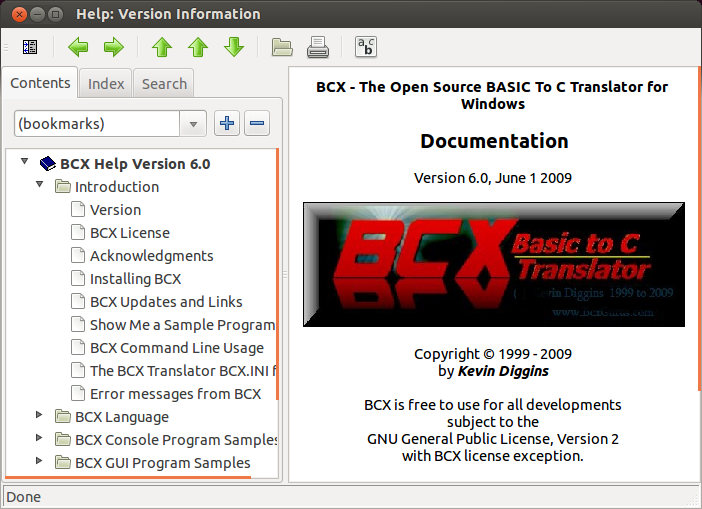 Help: Version Information
a c
b
Contents Index Search
(bookmarks)
BCX Help Version 6.0
Introduction
Version
BCX License
Acknowledgments
Installing BCX
BCX Updates and Links
Show Me a Sample Program
BCX Command Line Usage
The BCX Translator BCX.INI f
Error messages from BCX
BCX Language
BCX Console Program Samples
BCX GUI Program Samples
BCX - The Open Source BASIC To C Translator for
Windows
Documentation
Version 6.0, June 1 2009
BCX Basic to C
Translator
Kevin Diggins 1999 to 2009
Copyright © 1999 - 2009
by Kevin Diggins
BCX is free to use for all developments
subject to the
GNU General Public License, Version 2
with BCX license exception.
Done